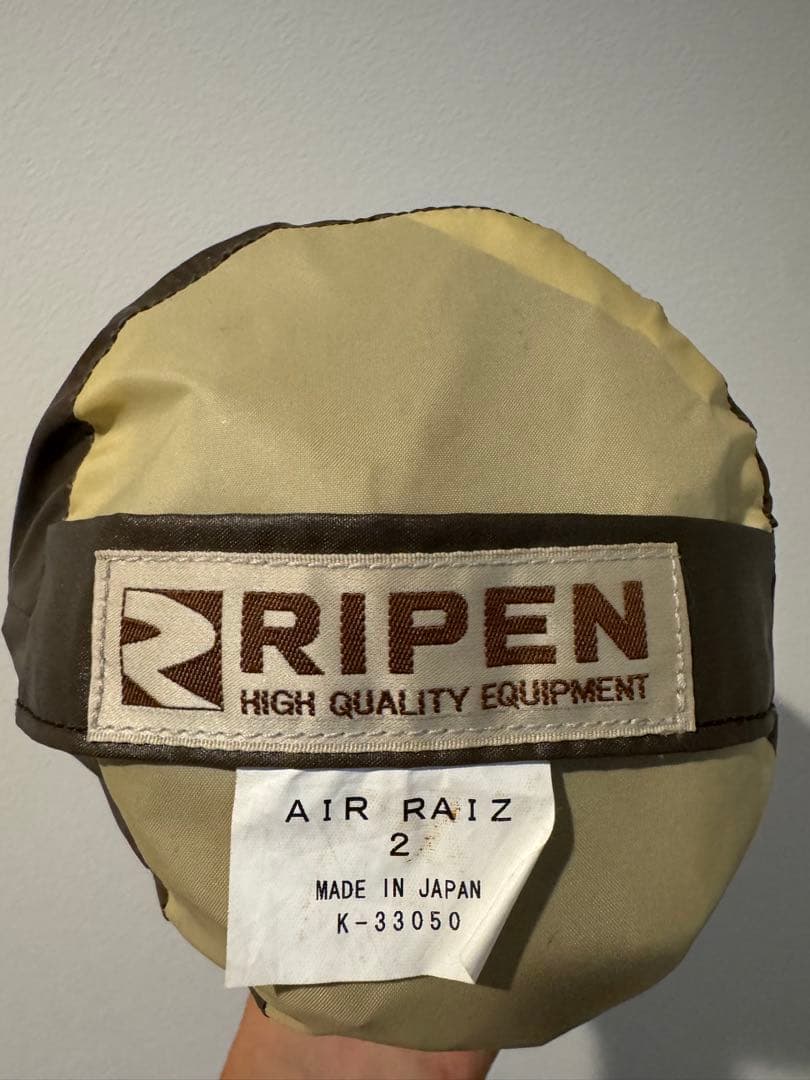 RIPEN
HIGH QUALITY EQUIPMENT
AIR RAIZ
2
MADE IN JAPAN
K-33050